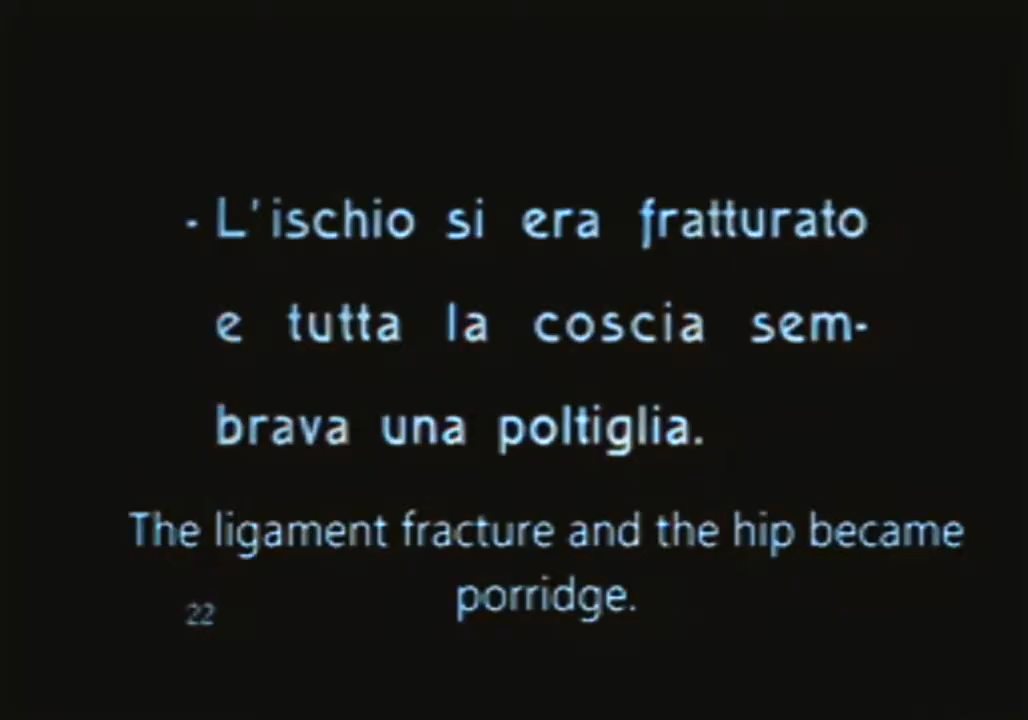 - L'ischio si era fratturato
e tutta la coscia sem-
brava una poltiglia.
The ligament fracture and the hip became
porridge.
22